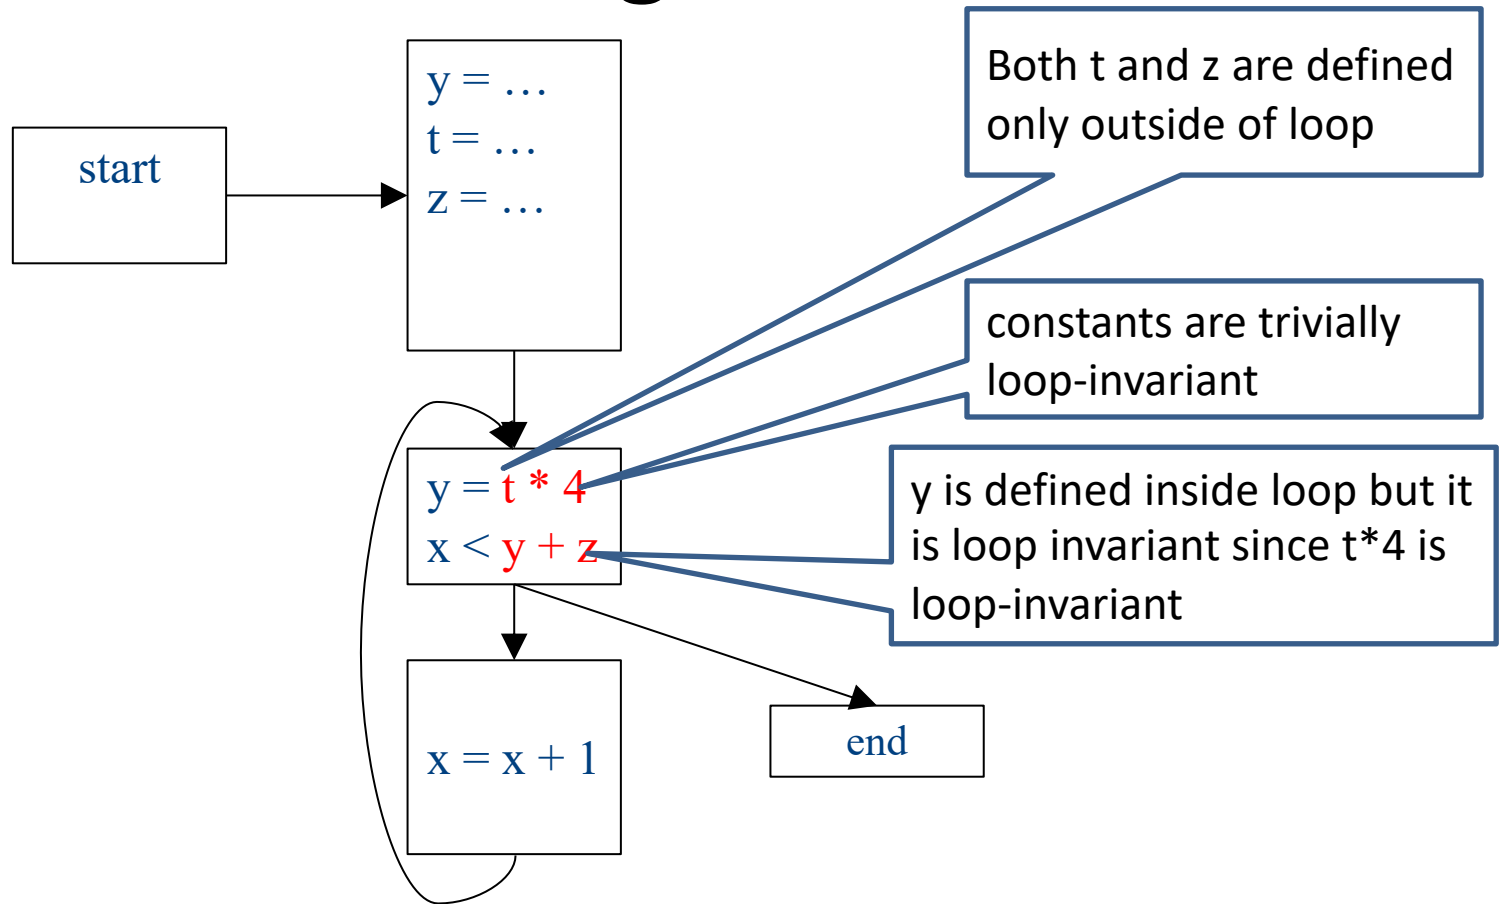 start
y = …
t = …
z = …
Both t and z are defined
only outside of loop
constants are trivially
loop-invariant
y = t * 4
x < y + z
y is defined inside loop but it
is loop invariant since t*4 is
loop-invariant
x = x + 1
end